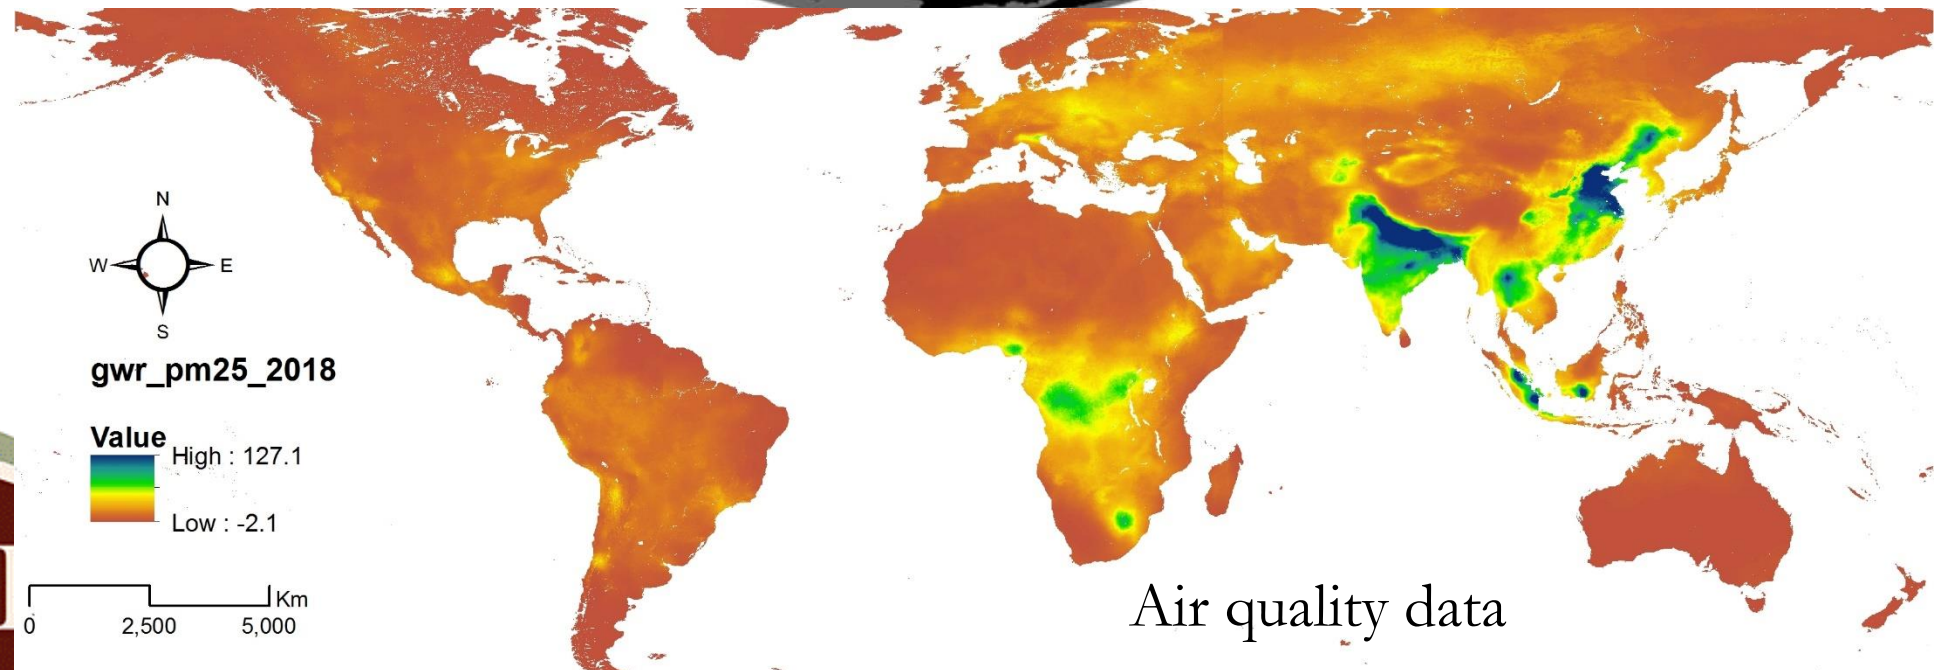 N
W E
S
gwr_pm25_2018
Value
High : 127.1
Low : -2.1
Km
0 2,500 5,000
Air quality data